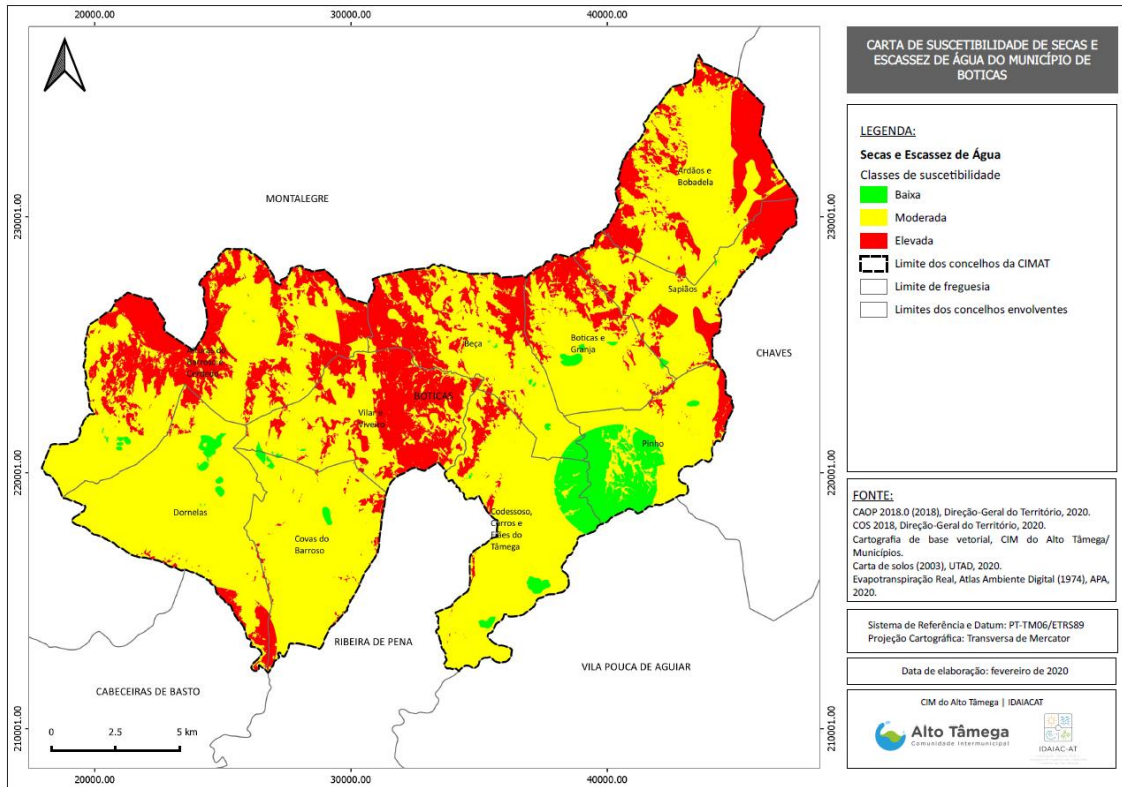 20000.00
30000.00
40000.00
230001.00
220001.00
210001.00
230001.00
220001.00
210001.00
MONTALEGRE
Ardãos e
Bobadela
Sapiãos
CHAVES
Boticas e
Granja
Beça
Barroso e
BOTICAS
Vilar e
Viveiro
Pinho
Dornelas
Covas do
Barroso
Codessoso,
Curros e
Fiães do
Tâmega
RIBEIRA DE PENA
VILA POUCA DE AGUIAR
CABECEIRAS DE BASTO
0 2.5 5 km
20000.00
30000.00
40000.00
CARTA DE SUSCETIBILIDADE DE SECAS E
ESCASSEZ DE ÁGUA DO MUNICÍPIO DE
BOTICAS
LEGENDA:
Secas e Escassez de Água
Classes de suscetibilidade
Baixa
Moderada
Elevada
Limite dos concelhos da CIMAT
Limite de freguesia
Limites dos concelhos envolventes
FONTE:
CAOP 2018.0 (2018), Direção-Geral do Território, 2020.
COS 2018, Direção-Geral do Território, 2020.
Cartografia de base vetorial, CIM do Alto Tâmega/
Municípios.
Carta de solos (2003), UTAD, 2020.
Evapotranspiração Real, Atlas Ambiente Digital (1974), APA,
2020.
Sistema de Referência e Datum: PT-TM06/ETRS89
Projeção Cartográfica: Transversa de Mercator
Data de elaboração: fevereiro de 2020
CIM do Alto Tâmega | IDAIACAT
Alto Tâmega
Comunidade Intermunicipal
IDAIAC-AT